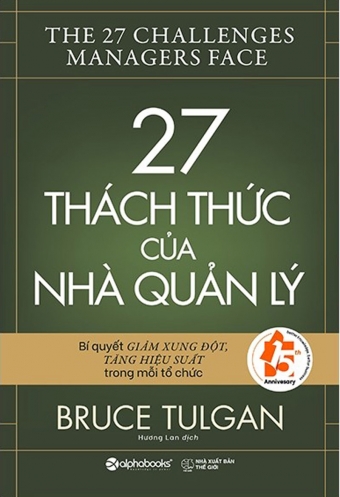 THE 27 CHALLENGES
MANAGERS FACE
27
THÁCH THỨC
CỦA
NHÀ QUẢN LÝ
Bí quyết GIẢM XUNG ĐỘT,
TĂNG HIỆU SUẤT
trong mỗi tổ chức
15th
Anniversary
BRUCE TULGAN
Hương Lan dịch
alphabooks
NHÀ XUẤT BẢN
THẾ GIỚI